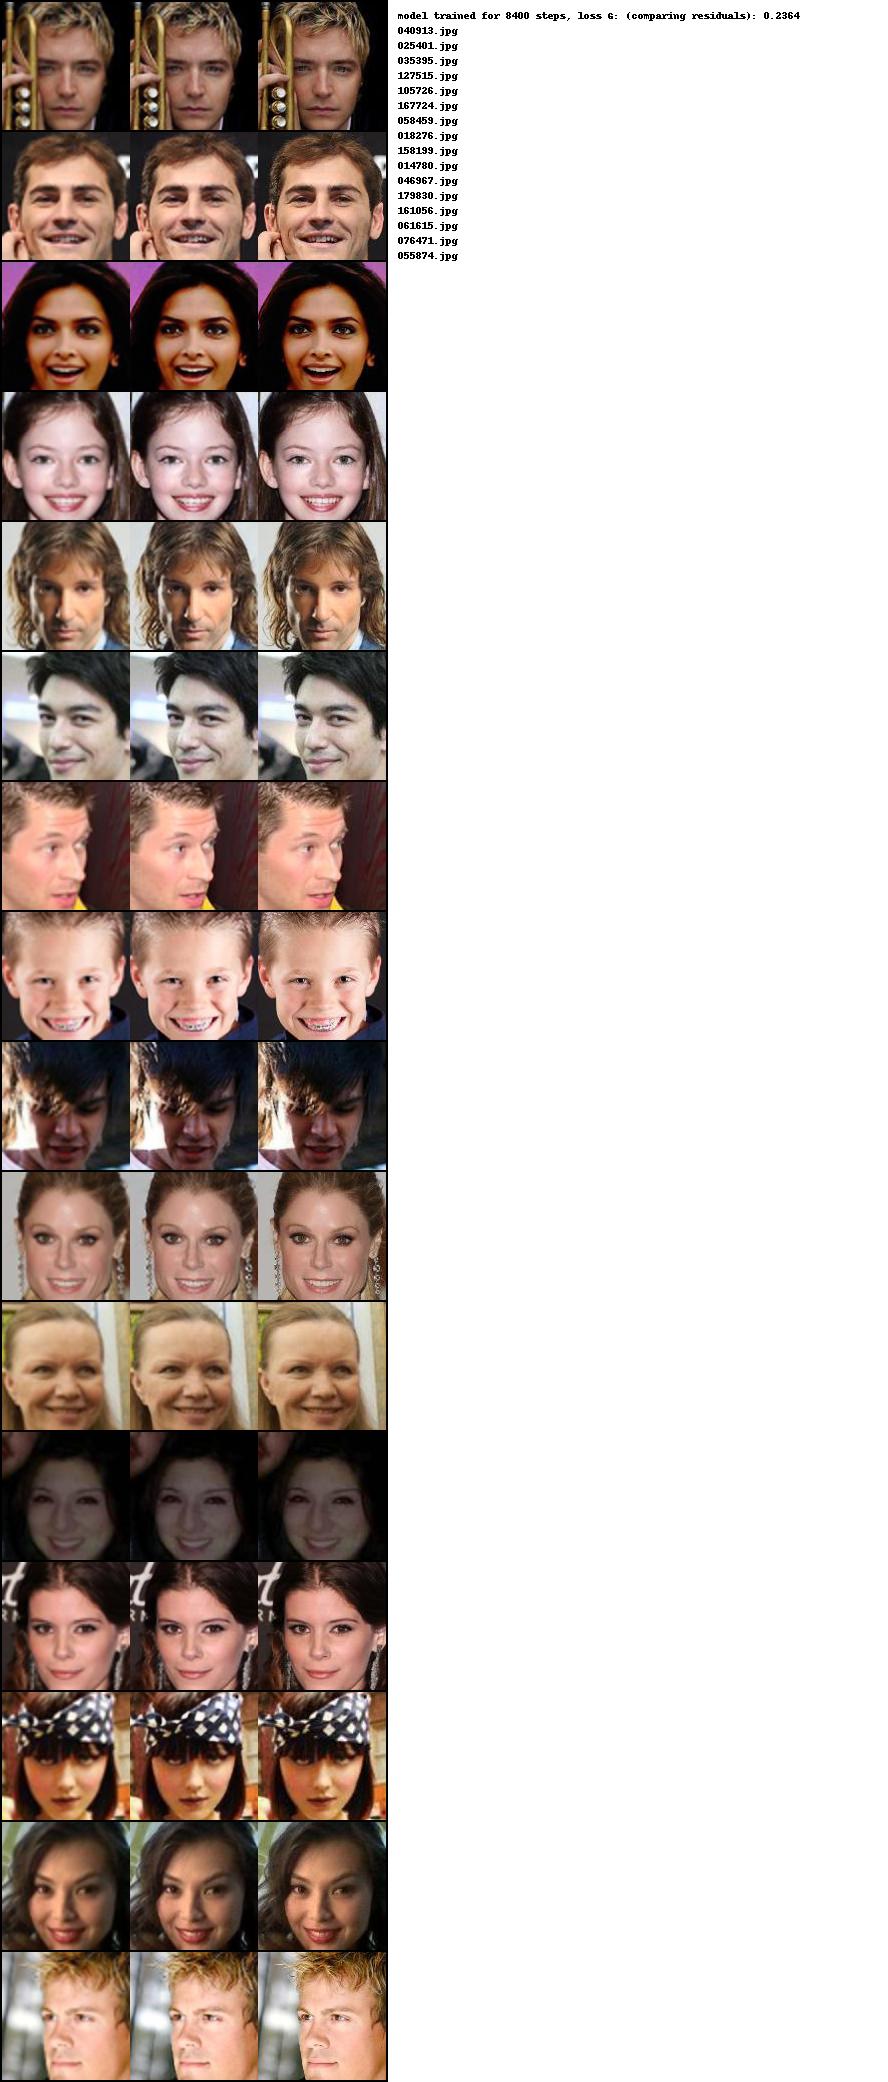 model trained for 8400 steps, loss G: (comparing residuals): 0.2364
040913.jpg
025401.jpg
035395.jpg
127515.jpg
105726.jpg
167724.jpg
058459.jpg
018276.jpg
158199.jpg
014780.jpg
046967.jpg
179830.jpg
161056.jpg
061615.jpg
076471.jpg
055874.jpg